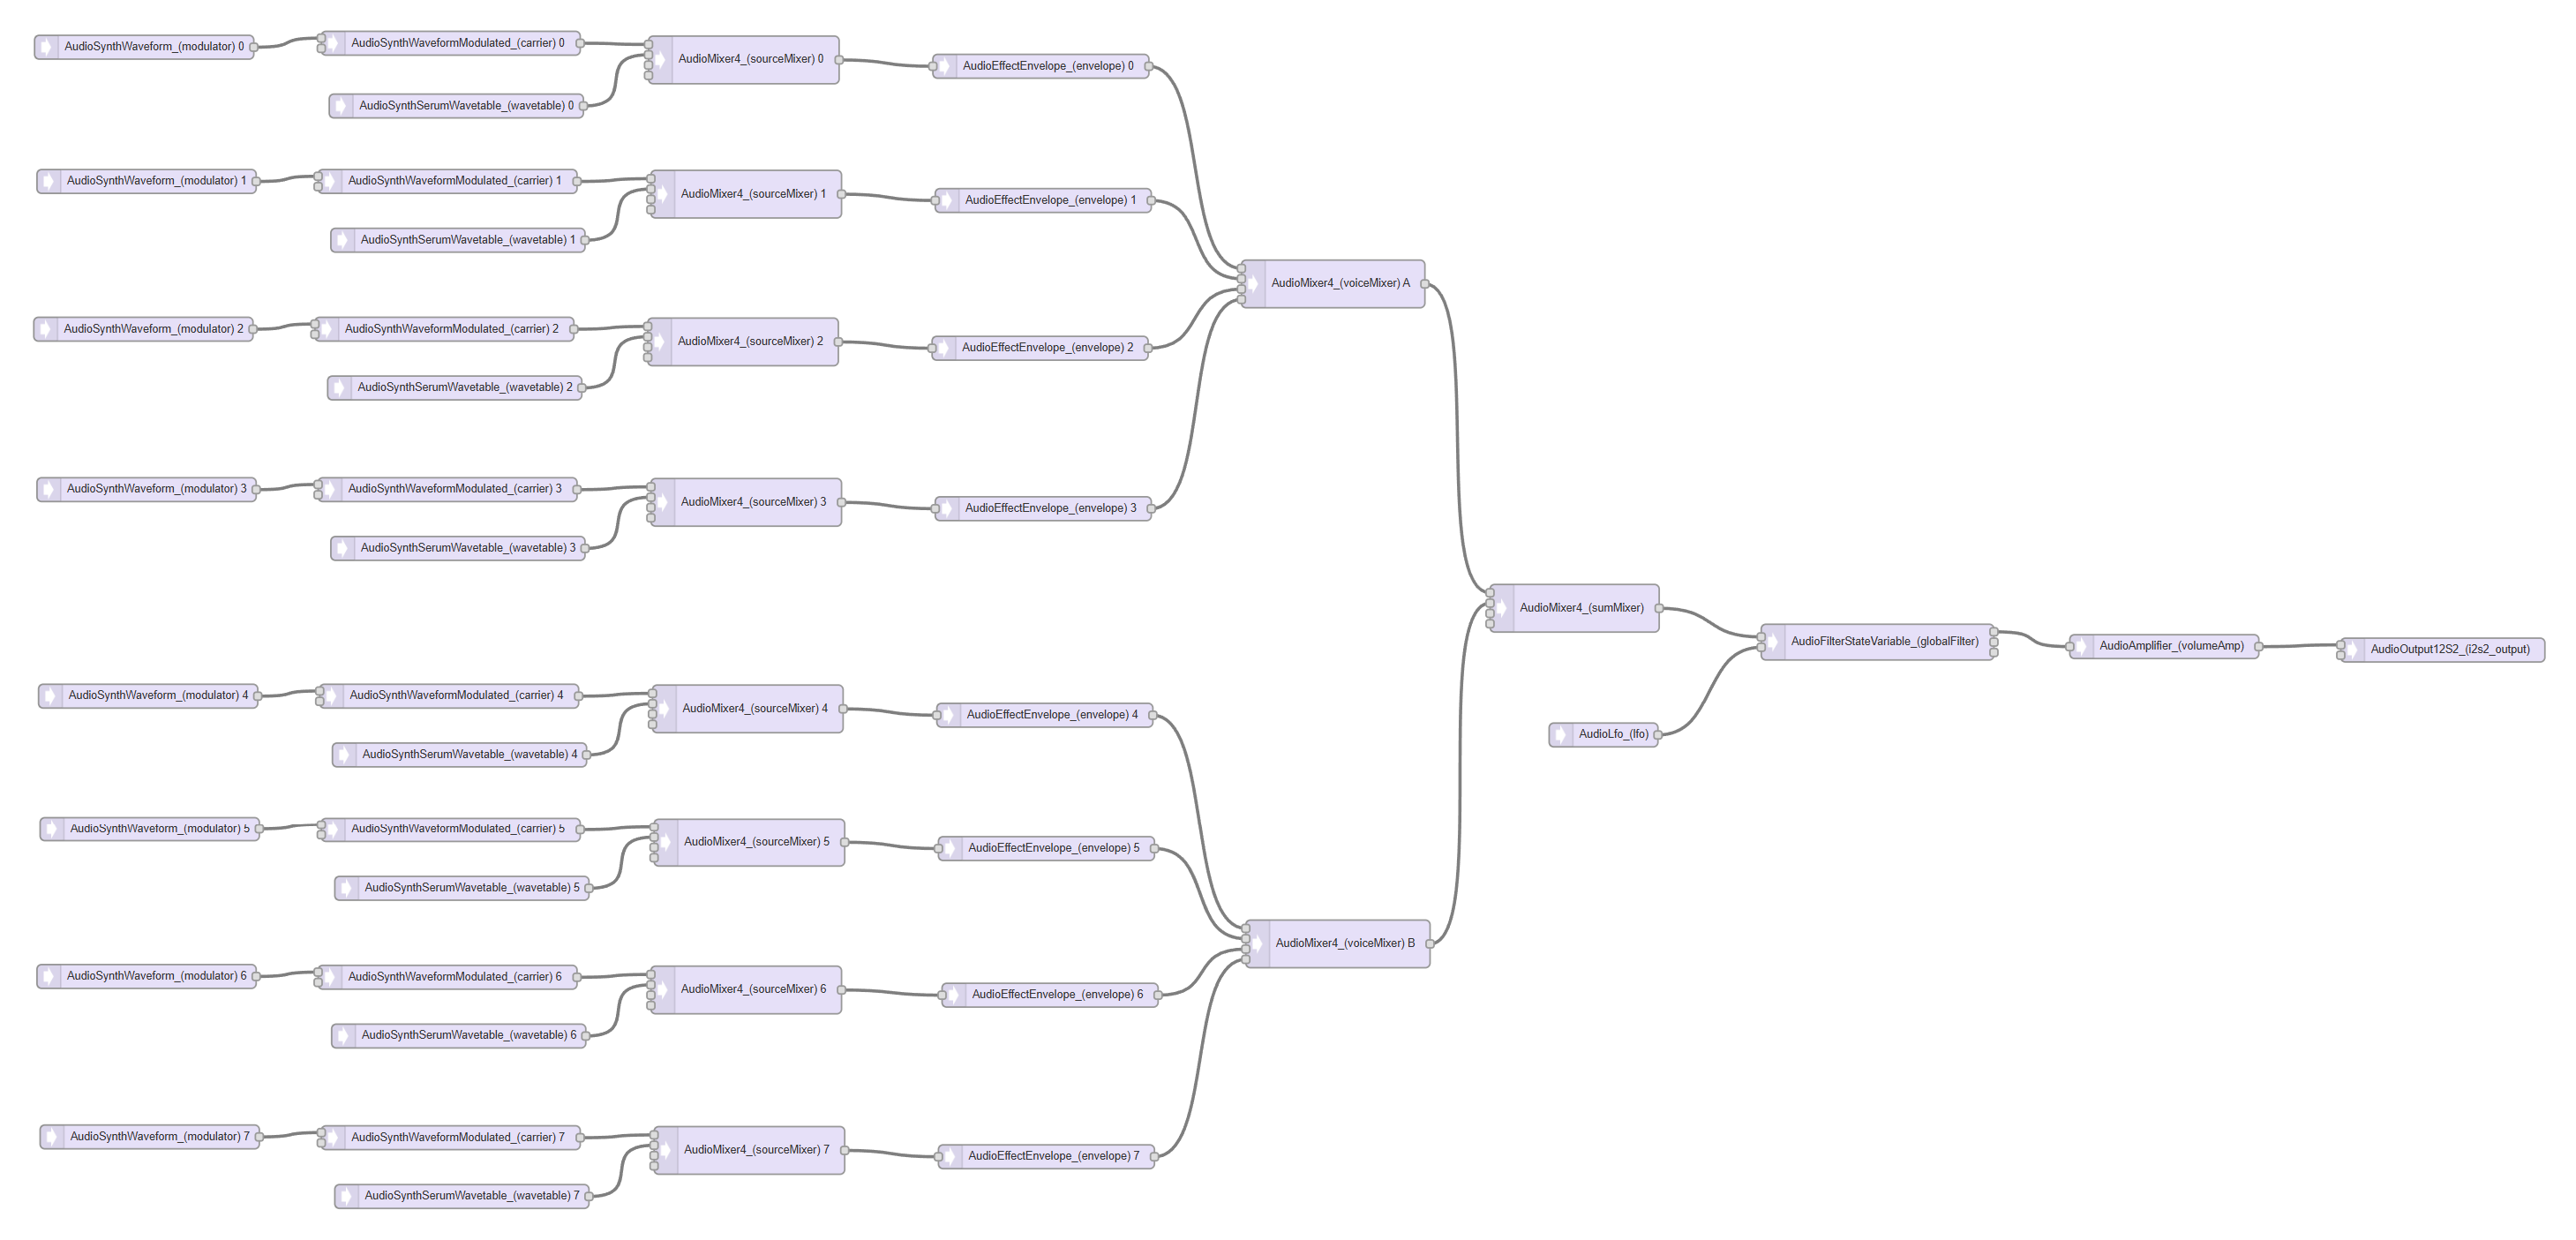 AudioSynthWaveform_(modulator) 0
AudioSynthWaveformModulated_(carrier) 0
AudioMixer4_(sourceMixer) 0
AudioEffectEnvelope_(envelope) 0
AudioSynthSerumWavetable_(wavetable) 0
AudioSynthWaveform_(modulator) 1
AudioSynthWaveformModulated_(carrier) 1
AudioMixer4_(sourceMixer) 1
AudioEffectEnvelope_(envelope) 1
AudioSynthSerumWavetable_(wavetable) 1
AudioMixer4_(voiceMixer) A
AudioSynthWaveform_(modulator) 2
AudioSynthWaveformModulated_(carrier) 2
AudioMixer4_(sourceMixer) 2
AudioEffectEnvelope_(envelope) 2
AudioSynthSerumWavetable_(wavetable) 2
AudioSynthWaveform_(modulator) 3
AudioSynthWaveformModulated_(carrier) 3
AudioMixer4_(sourceMixer) 3
AudioEffectEnvelope_(envelope) 3
AudioSynthSerumWavetable_(wavetable) 3
AudioMixer4_(sumMixer)
AudioFilterStateVariable_(globalFilter)
AudioAmplifier_(volumeAmp)
AudioOutput12S2_(i2s2_output)
AudioLfo_(lfo)
AudioSynthWaveform_(modulator) 4
AudioSynthWaveformModulated_(carrier) 4
AudioMixer4_(sourceMixer) 4
AudioEffectEnvelope_(envelope) 4
AudioSynthSerumWavetable_(wavetable) 4
AudioSynthWaveform_(modulator) 5
AudioSynthWaveformModulated_(carrier) 5
AudioMixer4_(sourceMixer) 5
AudioEffectEnvelope_(envelope) 5
AudioSynthSerumWavetable_(wavetable) 5
AudioMixer4_(voiceMixer) B
AudioSynthWaveform_(modulator) 6
AudioSynthWaveformModulated_(carrier) 6
AudioMixer4_(sourceMixer) 6
AudioEffectEnvelope_(envelope) 6
AudioSynthSerumWavetable_(wavetable) 6
AudioSynthWaveform_(modulator) 7
AudioSynthWaveformModulated_(carrier) 7
AudioMixer4_(sourceMixer) 7
AudioEffectEnvelope_(envelope) 7
AudioSynthSerumWavetable_(wavetable) 7